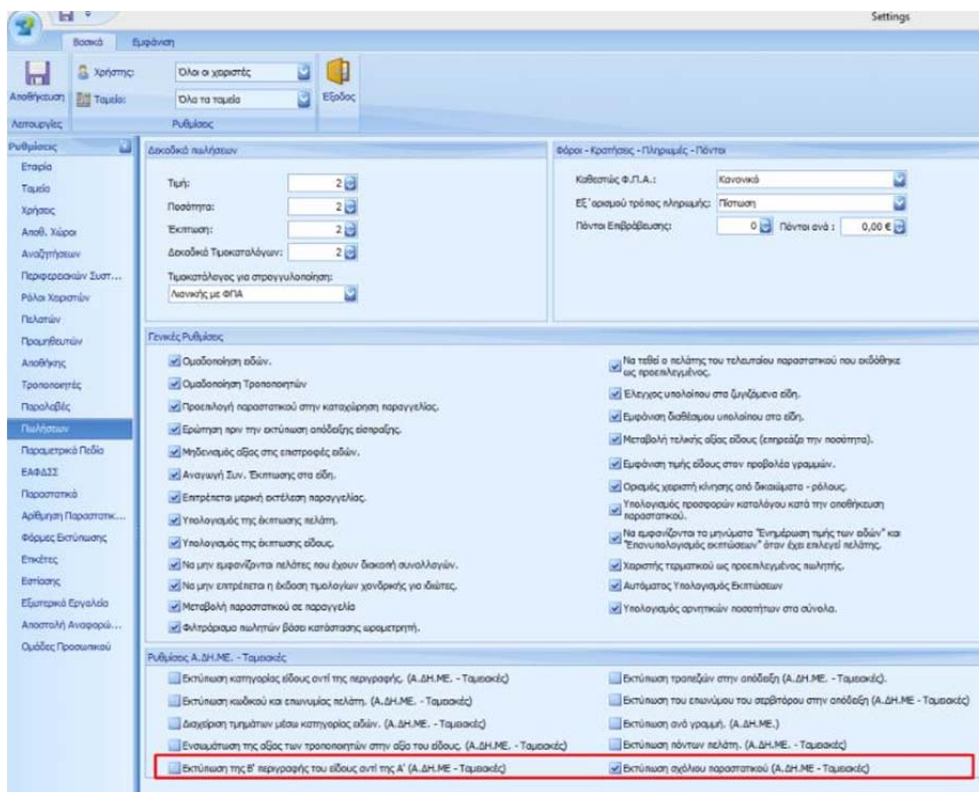 Settings
Βασικά Εμφάνιση
Χρήστης: Όλοι οι χειριστές
Αποθήκευση Ταμείο: Όλα τα ταμεία Έξοδος
Λειτουργίες Ρυθμίσεις
Ρυθμίσεις
Εταιρία
Ταμείο
Χρήσεις
Αποθ. Χώροι
Αναζητήσεων
Περιφερειακών Συστ...
Ρόλοι Χειριστών
Πελατών
Προμηθευτών
Αποθήκης
Τροποποιητές
Παραλαβές
Πωλήσεων
Παραμετρικά Πεδία
ΕΑΦΔΣΣ
Παραστατικά
Αρίθμηση Παραστατικ...
Φόρμες Εκτύπωσης
Ετικέτες
Εστίασης
Εξωτερικά Εργαλεία
Αποστολή Αναφορώ...
Ομάδες Προσωπικού
Δεκαδικά πωλήσεων
Τιμή: 2
Ποσότητα: 2
Έκπτωση: 2
Δεκαδικά Τιμοκαταλόγων: 2
Τιμοκατάλογος για στρογγυλοποίηση:
Λιανικής με ΦΠΑ
Φόροι - Κρατήσεις - Πληρωμές - Πόντοι
Καθεστώς Φ.Π.Α.: Κανονικό
Εξ΄ορισμού τρόπος πληρωμής: Πίστωση
Πόντοι Επιβράβευσης: 0 Πόντοι ανά : 0,00 €
Γενικές Ρυθμίσεις
Ομαδοποίηση ειδών.
Ομαδοποίηση Τροποποιητών
Προεπιλογή παραστατικού στην καταχώρηση παραγγελίας.
Ερώτηση πριν την εκτύπωση απόδειξης είσπραξης.
Μηδενισμός αξίας στις επιστροφές ειδών.
Αναγωγή Συν. Έκπτωσης στα είδη.
Επιτρέπεται μερική εκτέλεση παραγγελίας.
Υπολογισμός της έκπτωσης πελάτη.
Υπολογισμός της έκπτωσης είδους.
Να μην εμφανίζονται πελάτες που έχουν διακοπή συναλλαγών.
Να μην επιτρέπεται η έκδοση τιμολογίων χονδρικής για ιδιώτες.
Μεταβολή παραστατικού σε παραγγελία
Φιλτράρισμα πωλητών βάσει κατάστασης ωρομετρητή.
Να τεθεί ο πελάτης του τελευταίου παραστατικού που εκδόθηκε
ως προεπιλεγμένος.
Έλεγχος υπολοίπου στα ζυγιζόμενα είδη.
Εμφάνιση διαθέσιμου υπολοίπου στα είδη.
Μεταβολή τελικής αξίας είδους (επηρεάζει την ποσότητα).
Εμφάνιση τιμής είδους στον προβολέα γραμμών.
Ορισμός χειριστή κίνησης από δικαιώματα - ρόλους.
Υπολογισμός προσφορών καταλόγου κατά την αποθήκευση
παραστατικού.
Να εμφανίζονται τα μηνύματα "Ενημέρωση τιμής των ειδών" και
"Επανυπολογισμός εκπτώσεων" όταν έχει επιλεγεί πελάτης.
Χειριστής τερματικού ως προεπιλεγμένος πωλητής.
Αυτόματος Υπολογισμός Εκπτώσεων
Υπολογισμός αρνητικών ποσοτήτων στα σύνολα.
Ρυθμίσεις Α.ΔΗ.ΜΕ. - Ταμειακές
Εκτύπωση κατηγορίας είδους αντί της περιγραφής. (Α.ΔΗ.ΜΕ. - Ταμειακές)
Εκτύπωση κωδικού και επωνυμίας πελάτη. (Α.ΔΗ.ΜΕ. - Ταμειακές)
Διαχείριση τμημάτων μέσω κατηγορίας ειδών. (Α.ΔΗ.ΜΕ. - Ταμειακές)
Ενσωμάτωση της αξίας των τροποποιητών στην αξία του είδους. (Α.ΔΗ.ΜΕ. - Ταμειακές)
Εκτύπωση της Β' περιγραφής του είδους αντί της Α' (Α.ΔΗ.ΜΕ - Ταμειακές)
Εκτύπωση τραπεζιών στην απόδειξη (Α.ΔΗ.ΜΕ. - Ταμειακές).
Εκτύπωση του επωνύμου του σερβιτόρου στην απόδειξη (Α.ΔΗ.ΜΕ - Ταμειακές)
Εκτύπωση ανά γραμμή. (Α.ΔΗ.ΜΕ.)
Εκτύπωση πόντων πελάτη. (Α.ΔΗ.ΜΕ. - Ταμειακές)
Εκτύπωση σχόλιου παραστατικού (Α.ΔΗ.ΜΕ - Ταμειακές)